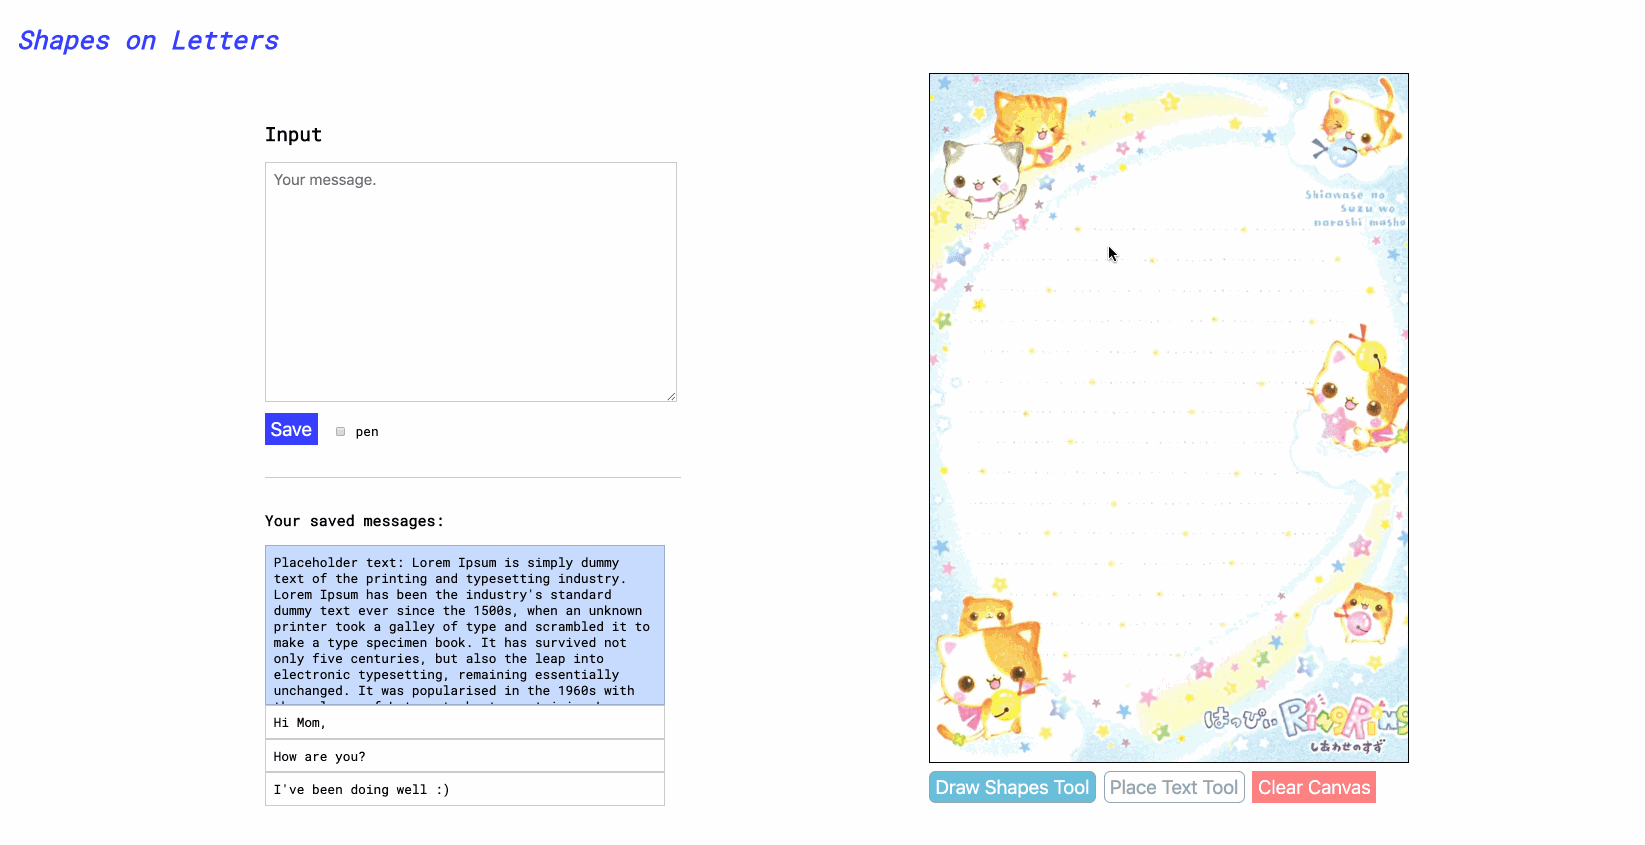 Shapes on Letters
Input
Your message.
Save
pen
Your saved messages:
Placeholder text: Lorem Ipsum is simply dummy
text of the printing and typesetting industry.
Lorem Ipsum has been the industry's standard
dummy text ever since the 1500s, when an unknown
printer took a galley of type and scrambled it to
make a type specimen book. It has survived not
only five centuries, but also the leap into
electronic typesetting, remaining essentially
unchanged. It was popularised in the 1960s with
Hi Mom,
How are you?
I've been doing well :)
Shiawase no
Suzu wo
narashi masho
はっぴぃ RingRing
しあわせのすず
Draw Shapes Tool
Place Text Tool
Clear Canvas